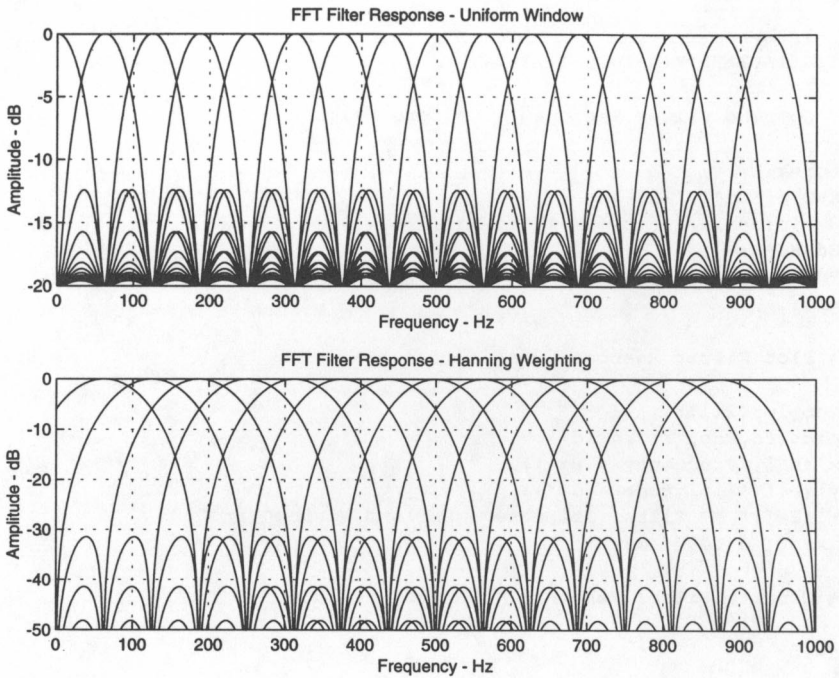 FFT Filter Response - Uniform Window
Amplitude - dB
0
-5
-10
-15
-20
0 100 200 300 400 500 600 700 800 900 1000
Frequency - Hz
FFT Filter Response - Hanning Weighting
Amplitude - dB
0
-10
-20
-30
-40
-50
0 100 200 300 400 500 600 700 800 900 1000
Frequency - Hz